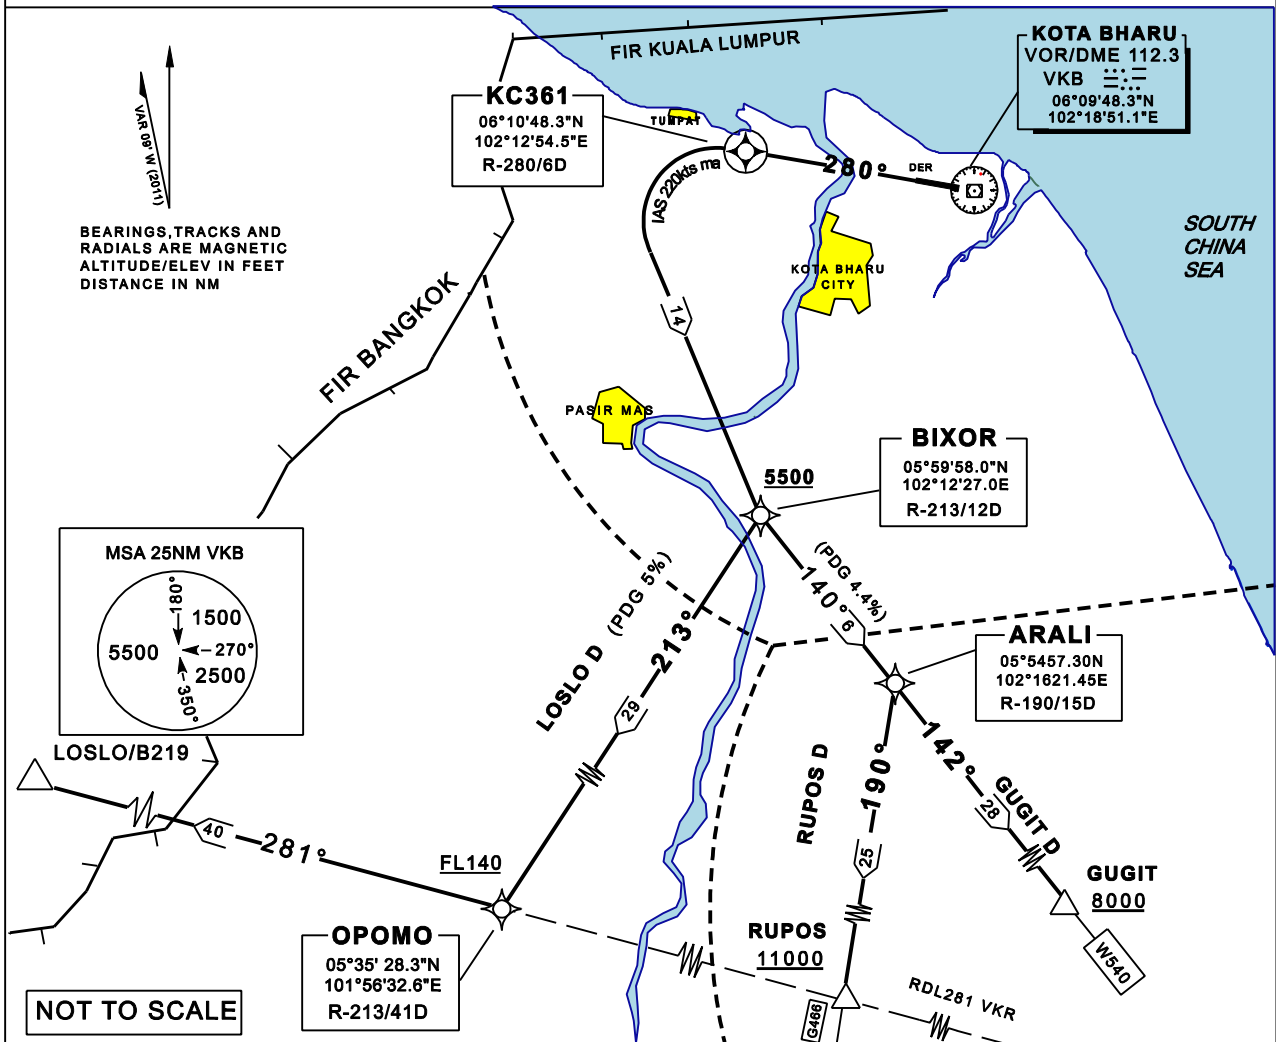 FIR KUALA LUMPUR
KOTA BHARU
VOR/DME 112.3
VKB
06°09'48.3"N
102°18'51.1"E
VAR 09' W (2011)
BEARINGS,TRACKS AND
RADIALS ARE MAGNETIC
ALTITUDE/ELEV IN FEET
DISTANCE IN NM
KC361
06°10'48.3"N
102°12'54.5"E
R-280/6D
TUMPAT
IAS 220kts ma
280°
DER
SOUTH
CHINA
SEA
KOTA BHARU
CITY
14
FIR BANGKOK
PASIR MAS
BIXOR
05°59'58.0"N
102°12'27.0E
R-213/12D
5500
MSA 25NM VKB
180°
1500
5500
270°
2500
350°
LOSLO D (PDG 5%)
213°
29
(PDG 4.4%)
140°
6
ARALI
05°5457.30N
102°1621.45E
R-190/15D
LOSLO/B219
40
281°
FL140
RUPOS D
190°
25
142°
GUGIT D
28
GUGIT
8000
W540
OPOMO
05°35' 28.3"N
101°56'32.6"E
R-213/41D
RUPOS
11000
G466
RDL281 VKR
NOT TO SCALE